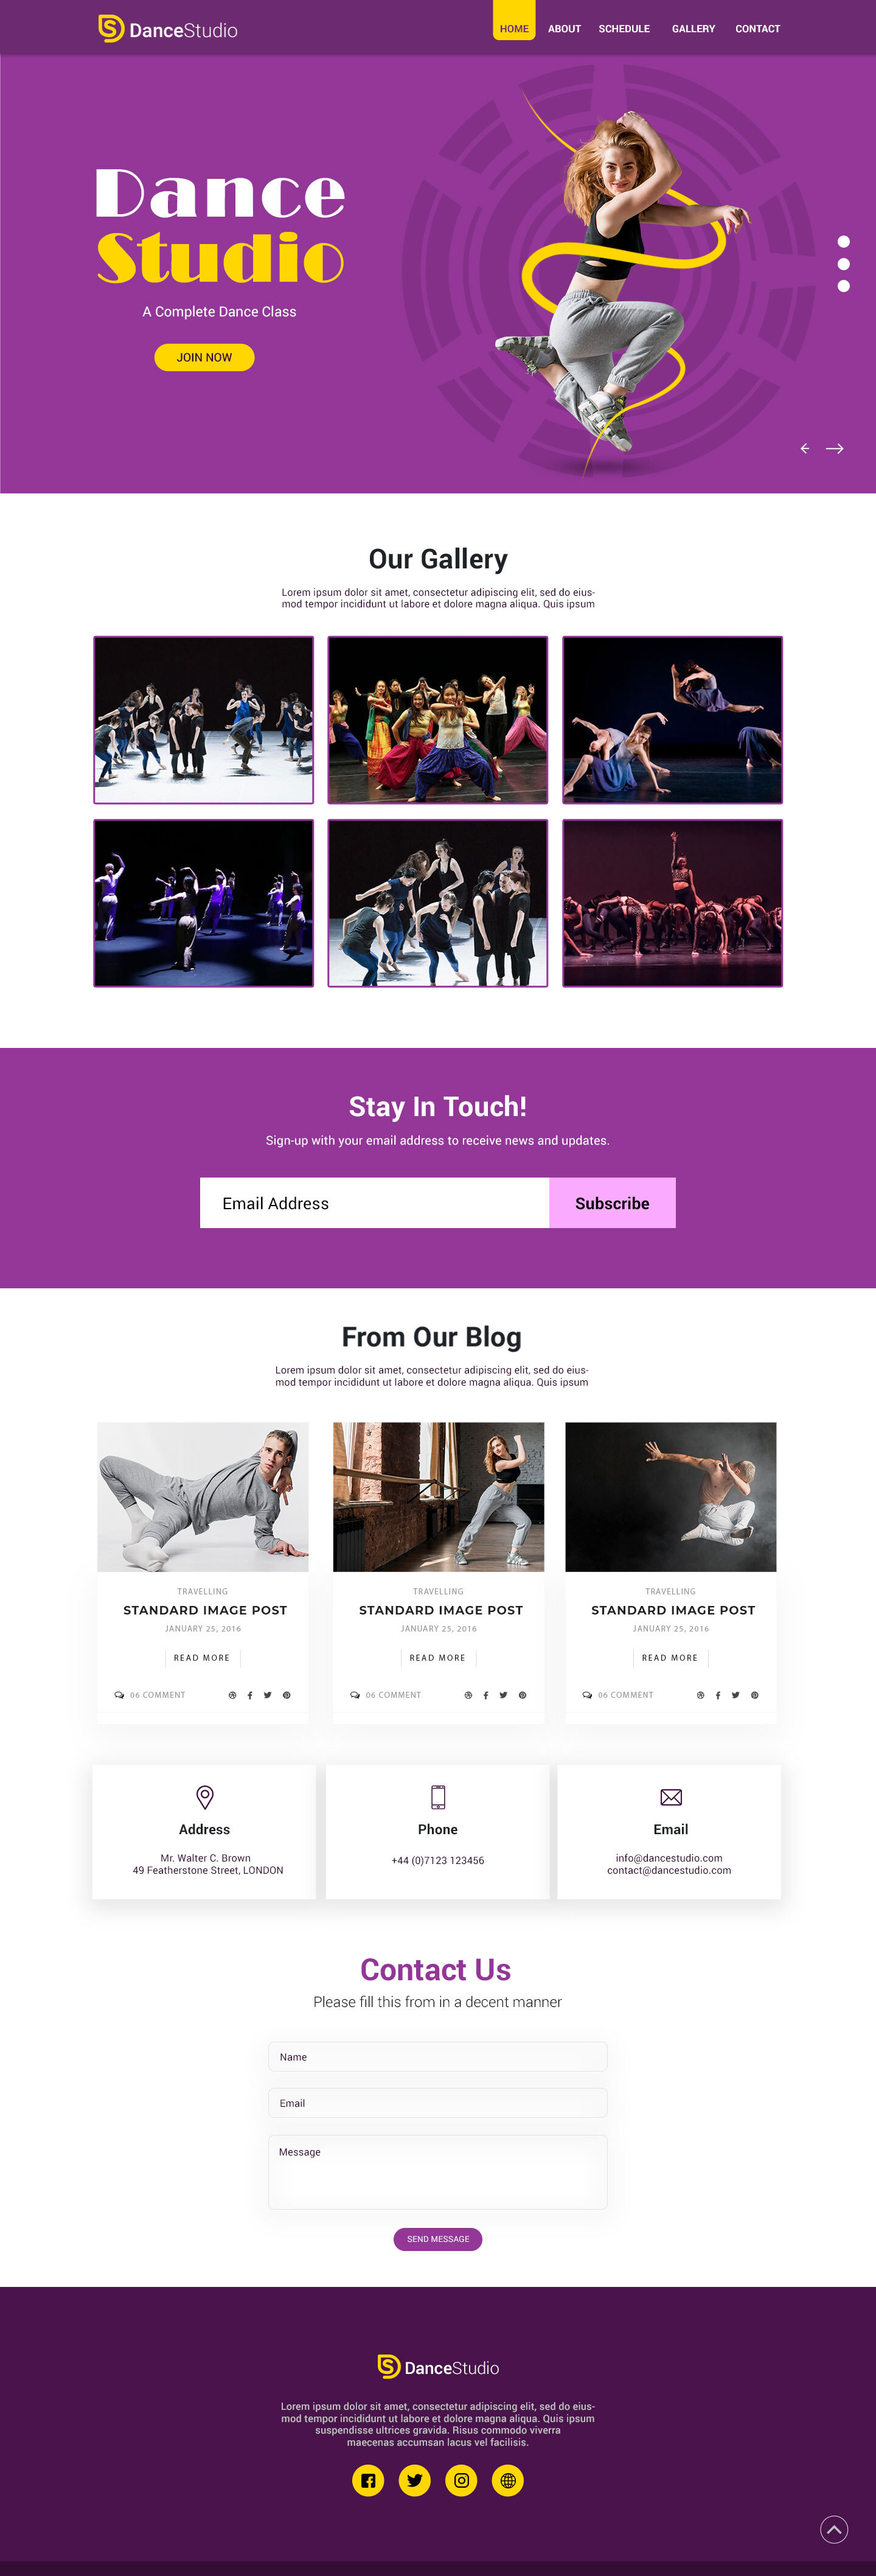 DanceStudio
HOME ABOUT SCHEDULE GALLERY CONTACT
Dance
Studio
A Complete Dance Class
JOIN NOW
Our Gallery
Lorem ipsum dolor sit amet, consectetur adipiscing elit, sed do eius-
mod tempor incididunt ut labore et dolore magna aliqua. Quis ipsum
Stay In Touch!
Sign-up with your email address to receive news and updates.
Email Address
Subscribe
From Our Blog
Lorem ipsum dolor sit amet, consectetur adipiscing elit, sed do eius-
mod tempor incididunt ut labore et dolore magna aliqua. Quis ipsum
TRAVELLING
STANDARD IMAGE POST
JANUARY 25, 2016
READ MORE
06 COMMENT
TRAVELLING
STANDARD IMAGE POST
JANUARY 25, 2016
READ MORE
06 COMMENT
TRAVELLING
STANDARD IMAGE POST
JANUARY 25, 2016
READ MORE
06 COMMENT
Address
Mr. Walter C. Brown
49 Featherstone Street, LONDON
Phone
+44 (0)7123 123456
Email
info@dancestudio.com
contact@dancestudio.com
Contact Us
Please fill this from in a decent manner
Name
Email
Message
SEND MESSAGE
DanceStudio
Lorem ipsum dolor sit amet, consectetur adipiscing elit, sed do eius-
mod tempor incididunt ut labore et dolore magna aliqua. Quis ipsum
suspendisse ultrices gravida. Risus commodo viverra
maecenas accumsan lacus vel facilisis.